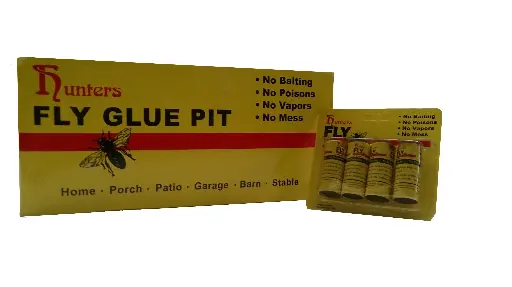 Hunters
FLY GLUE PIT
• No Baiting
• No Poisons
• No Vapors
• No Mess
Home · Porch · Patio · Garage · Barn · Stable
Hunters
FLY
• No Baiting
• No Poisons
• No Vapors
• No Mess